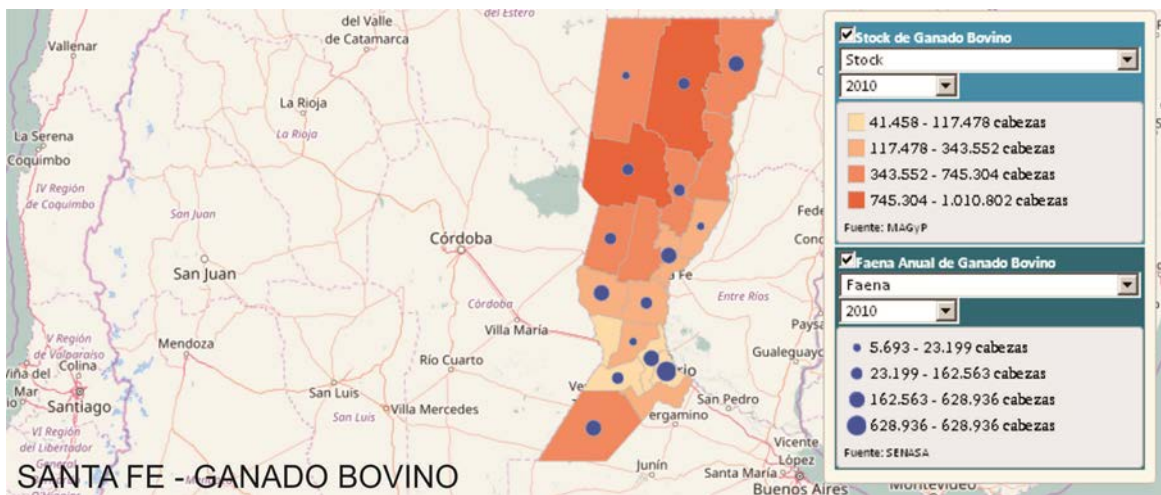 del Valle
de Catamarca
del Estero
Vallenar
La Rioja
La Rioja
La Serena
Coquimbo
IV Región
de Coquimbo
San Juan
San Juan
Córdoba
Córdoba
Villa María
Entre Ríos
Mendoza
V Región
de Valparaíso
Colina
Viña del
Mar
Santiago
VI Región
del Libertador
General
Río Cuarto
San Luis
San Luis
Villa Mercedes
San Pedro
ergamino
Junín
Gualeguayc
Paysa
Vicente
López
Santa María
Buenos Aires
Montevideo
SANTA FE - GANADO BOVINO
Stock de Ganado Bovino
Stock
2010
41.458 - 117.478 cabezas
117.478 - 343.552 cabezas
343.552 - 745.304 cabezas
745.304 - 1.010.802 cabezas
Fuente: MAGyP
Faena Anual de Ganado Bovino
Faena
2010
5.693 - 23.199 cabezas
23.199 - 162.563 cabezas
162.563 - 628.936 cabezas
628.936 - 628.936 cabezas
Fuente: SENASA